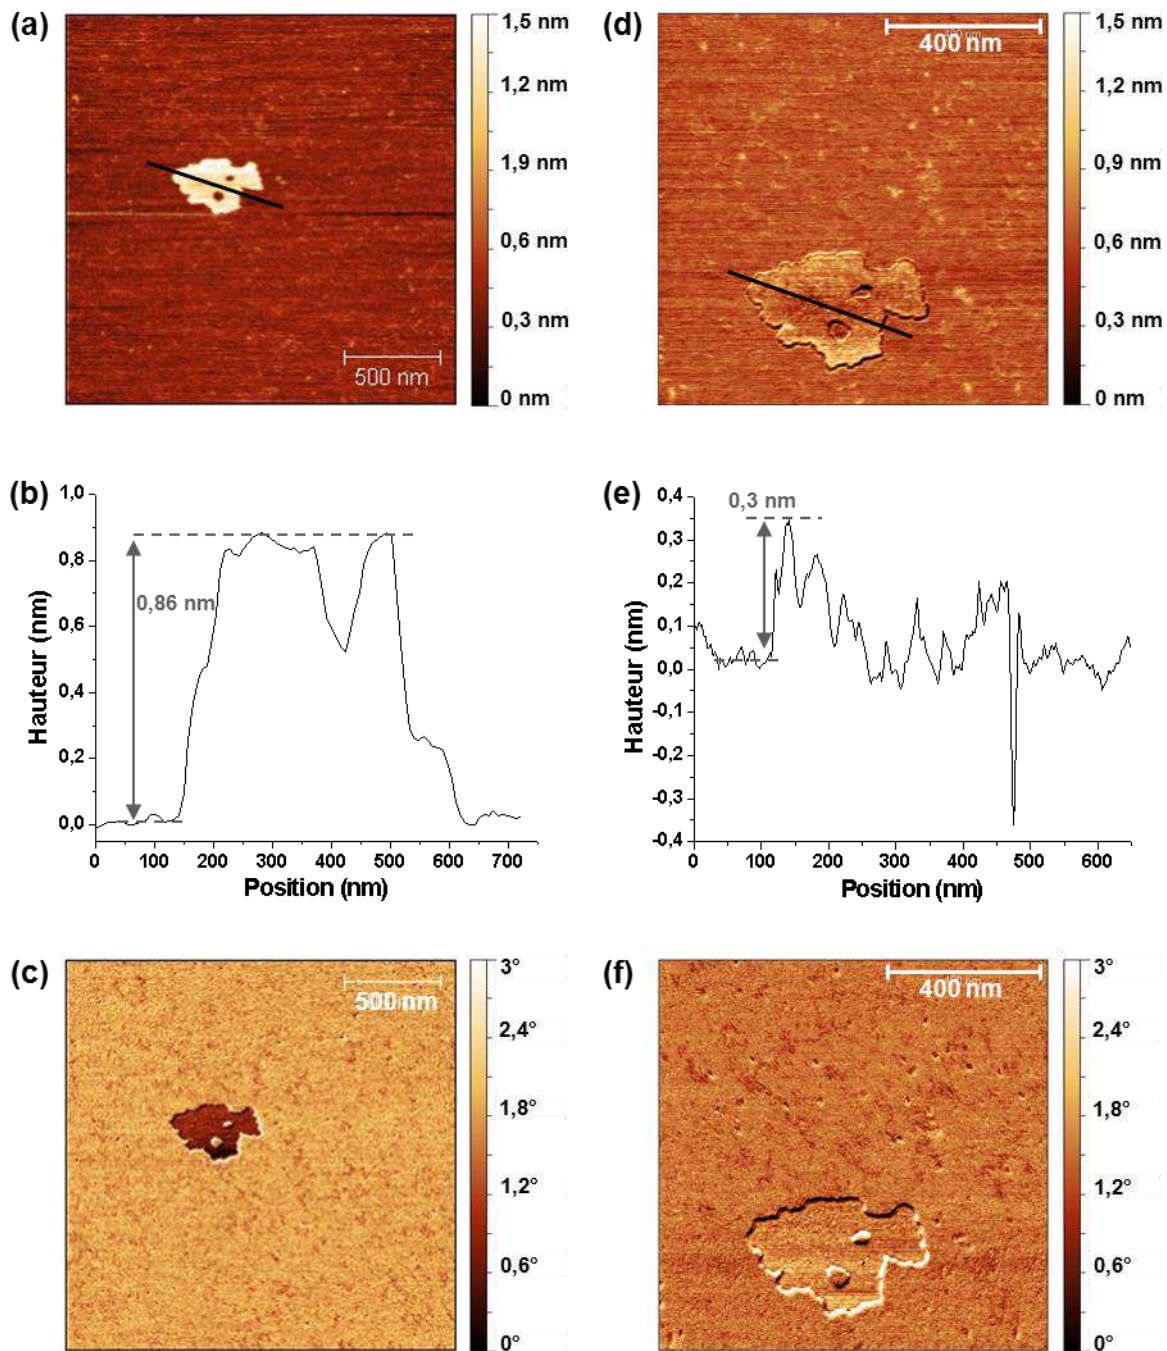 (a)
1,5 nm
1,2 nm
1,9 nm
0,6 nm
0,3 nm
0 nm
500 nm
(d)
400 nm
1,5 nm
1,2 nm
0,9 nm
0,6 nm
0,3 nm
0 nm
(b)
Hauteur (nm)
1,0
0,8
0,6
0,4
0,2
0,0
0,86 nm
0 100 200 300 400 500 600 700
Position (nm)
(e)
Hauteur (nm)
0,4
0,3
0,2
0,1
0,0
-0,1
-0,2
-0,3
-0,4
0,3 nm
0 100 200 300 400 500 600
Position (nm)
(c)
500 nm
3°
2,4°
1,8°
1,2°
0,6°
0°
(f)
400 nm
3°
2,4°
1,8°
1,2°
0,6°
0°